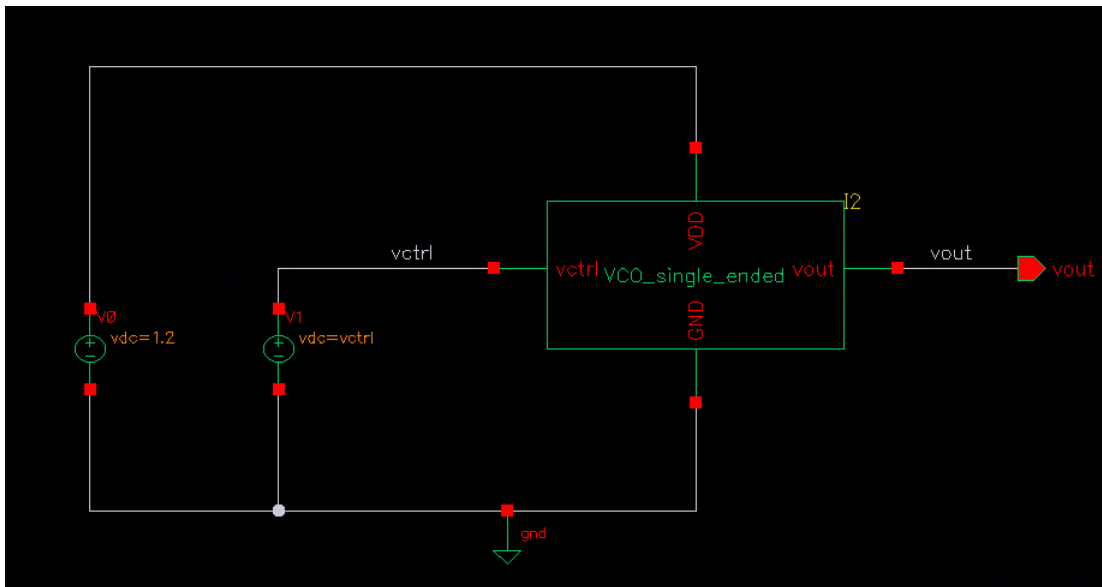 I2
VDD
vctrl
vctrl
VCO_single_ended
vout
vout
vout
GND
V0
vdc=1.2
V1
vdc=vctrl
gnd